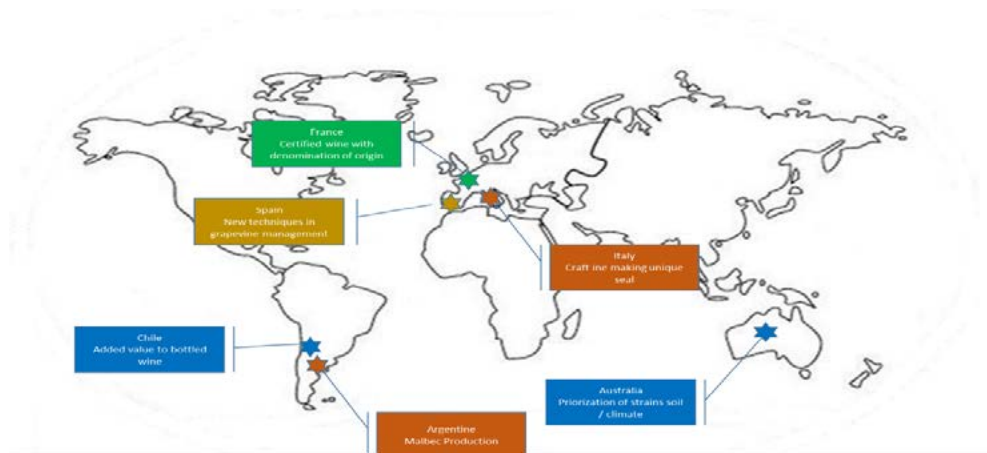 France
Certified wine with
denomination of origin
Spain
New techniques in
grapevine management
Italy
Craft ine making unique
seal
Chile
Added value to bottled
wine
Australia
Priorization of strains soil
/ climate
Argentine
Malbec Production